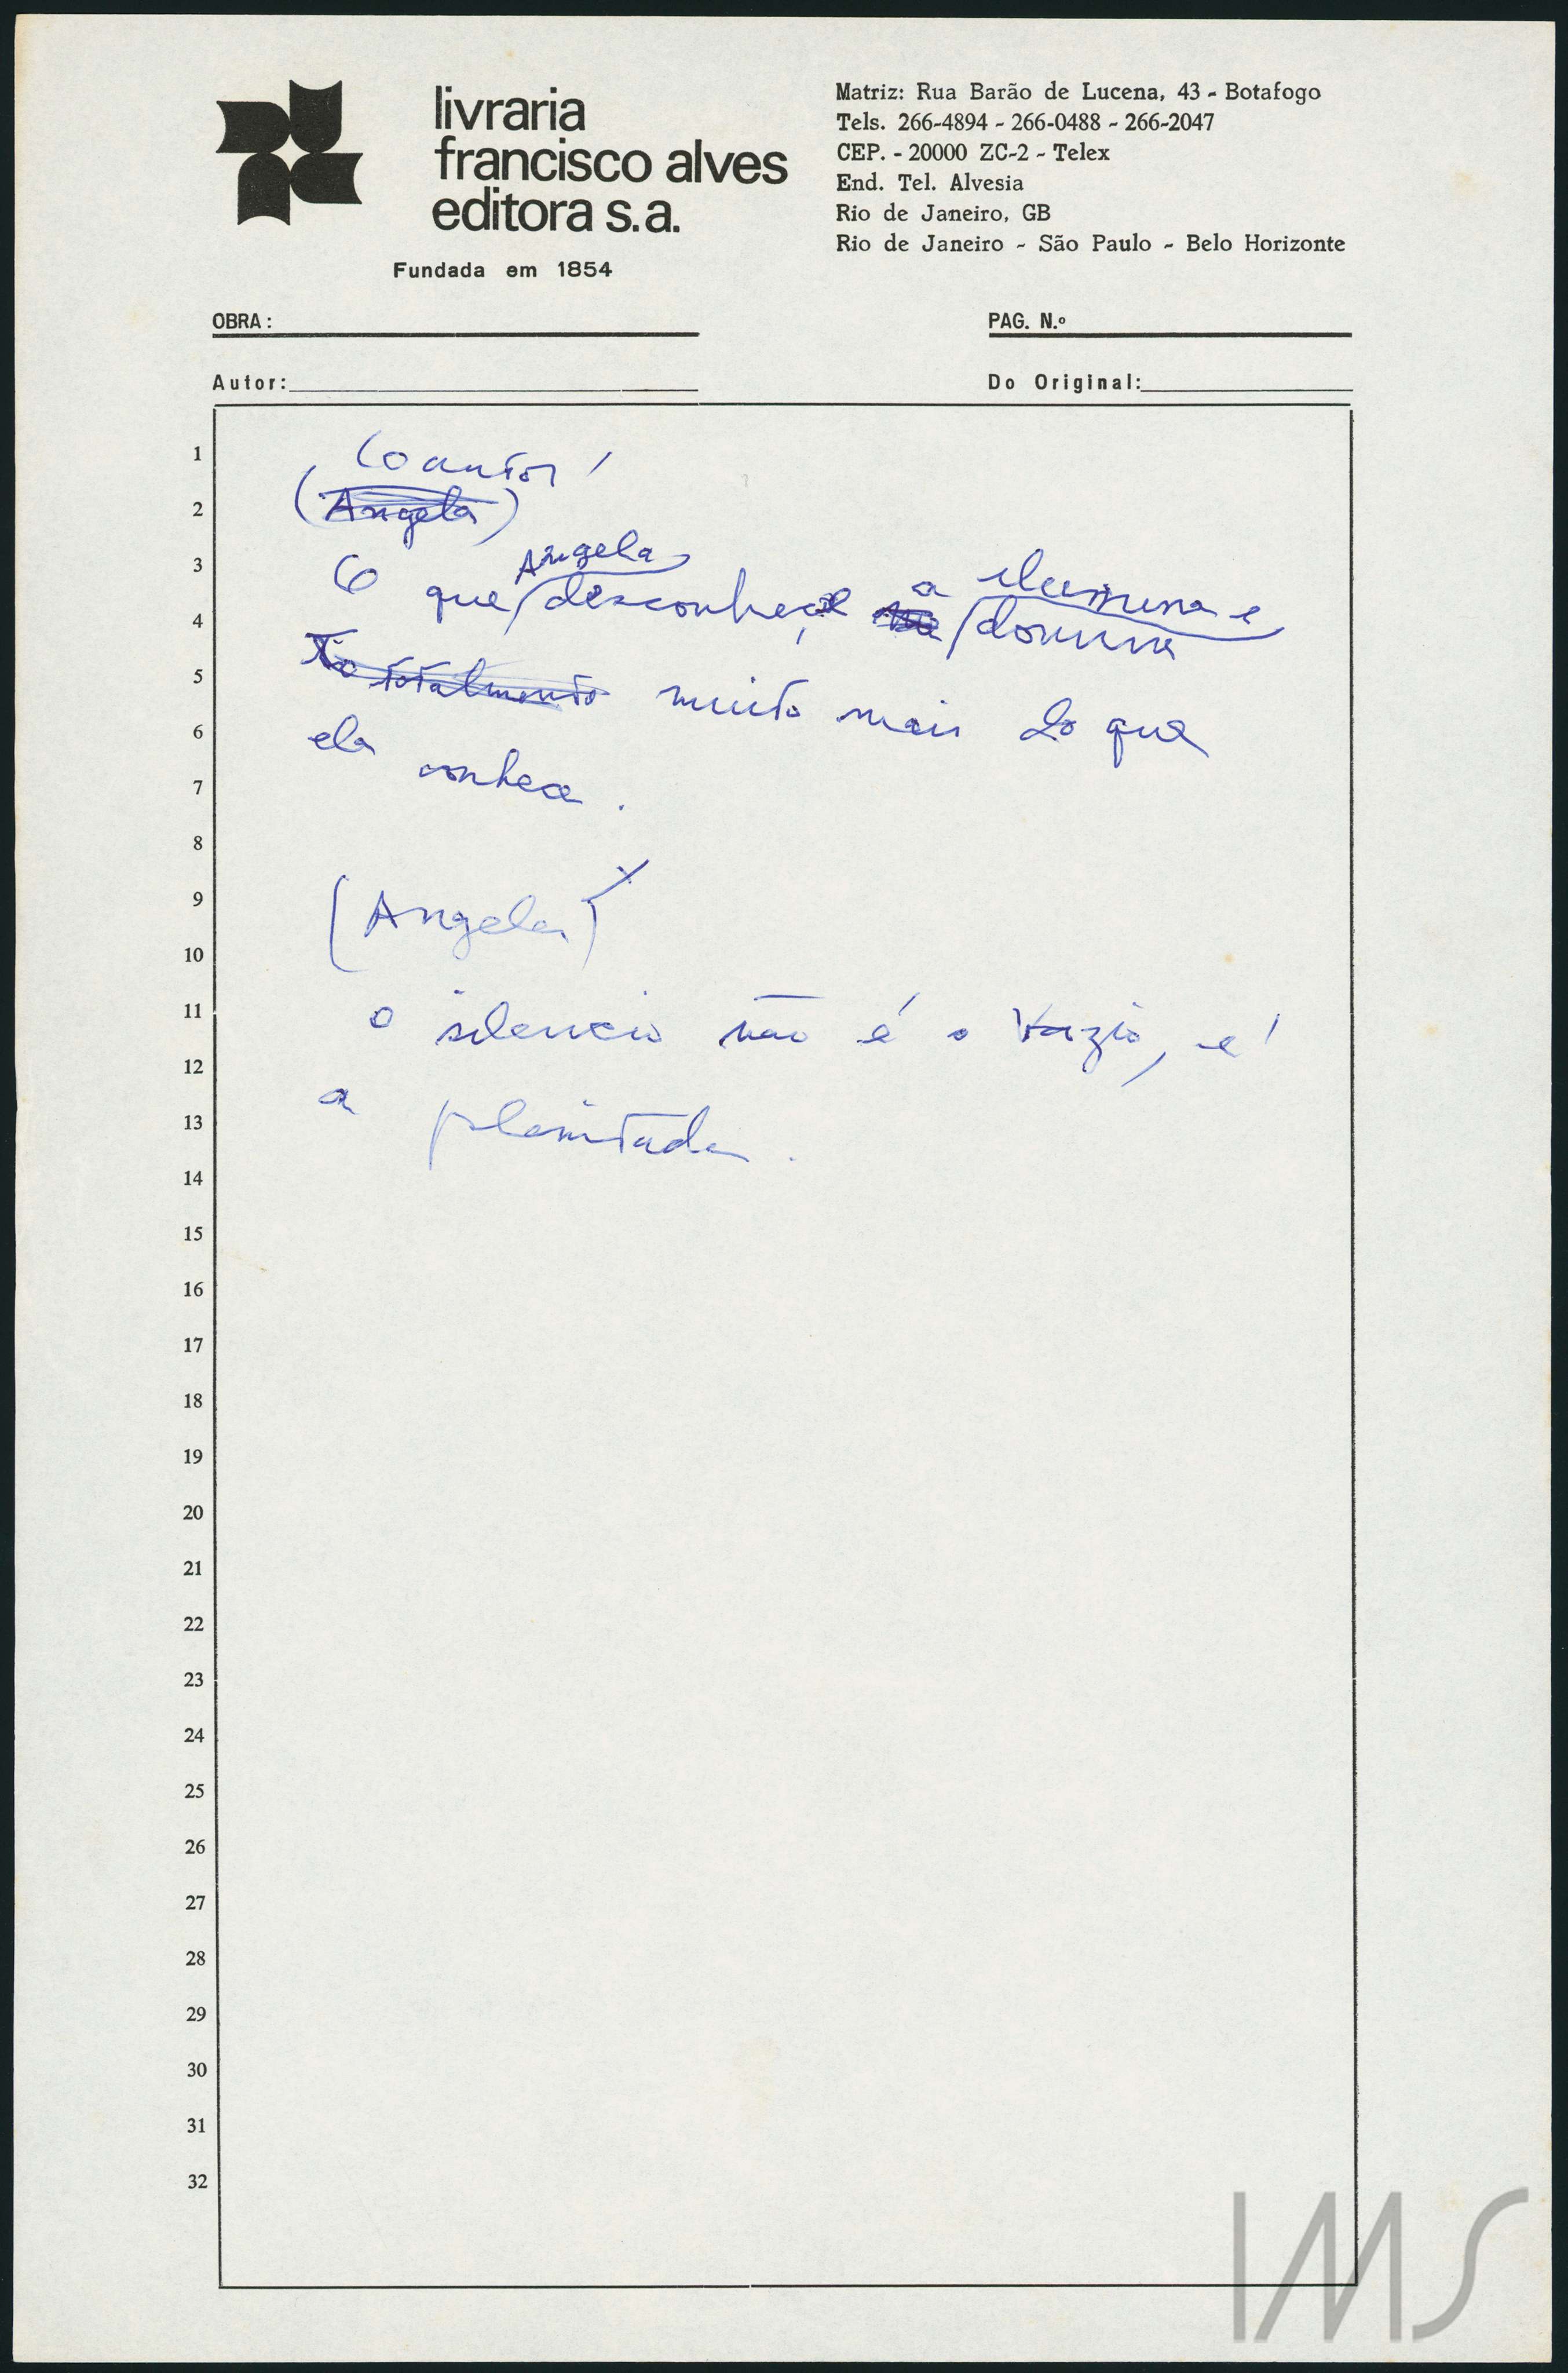 livraria
francisco alves
editora s.a.
Fundada em 1854
Matriz: Rua Barão de Lucena, 43 - Botafogo
Tels. 266-4894 - 266-0488 - 266-2047
CEP. - 20000 ZC-2 - Telex
End. Tel. Alvesia
Rio de Janeiro, GB
Rio de Janeiro - São Paulo - Belo Horizonte
OBRA:
PAG. N.º
Autor:
Do Original:
1
2
3
4
5
6
7
8
9
10
11
12
13
14
15
16
17
18
19
20
21
22
23
24
25
26
27
28
29
30
31
32
O autor
(Angela)
Angela
a ilumina e
O que desconhece domina
totalmente muito mais do que
ela
conhece.
(Angela)
o silencio não é o Vazio, é
a plenitude.
IMS